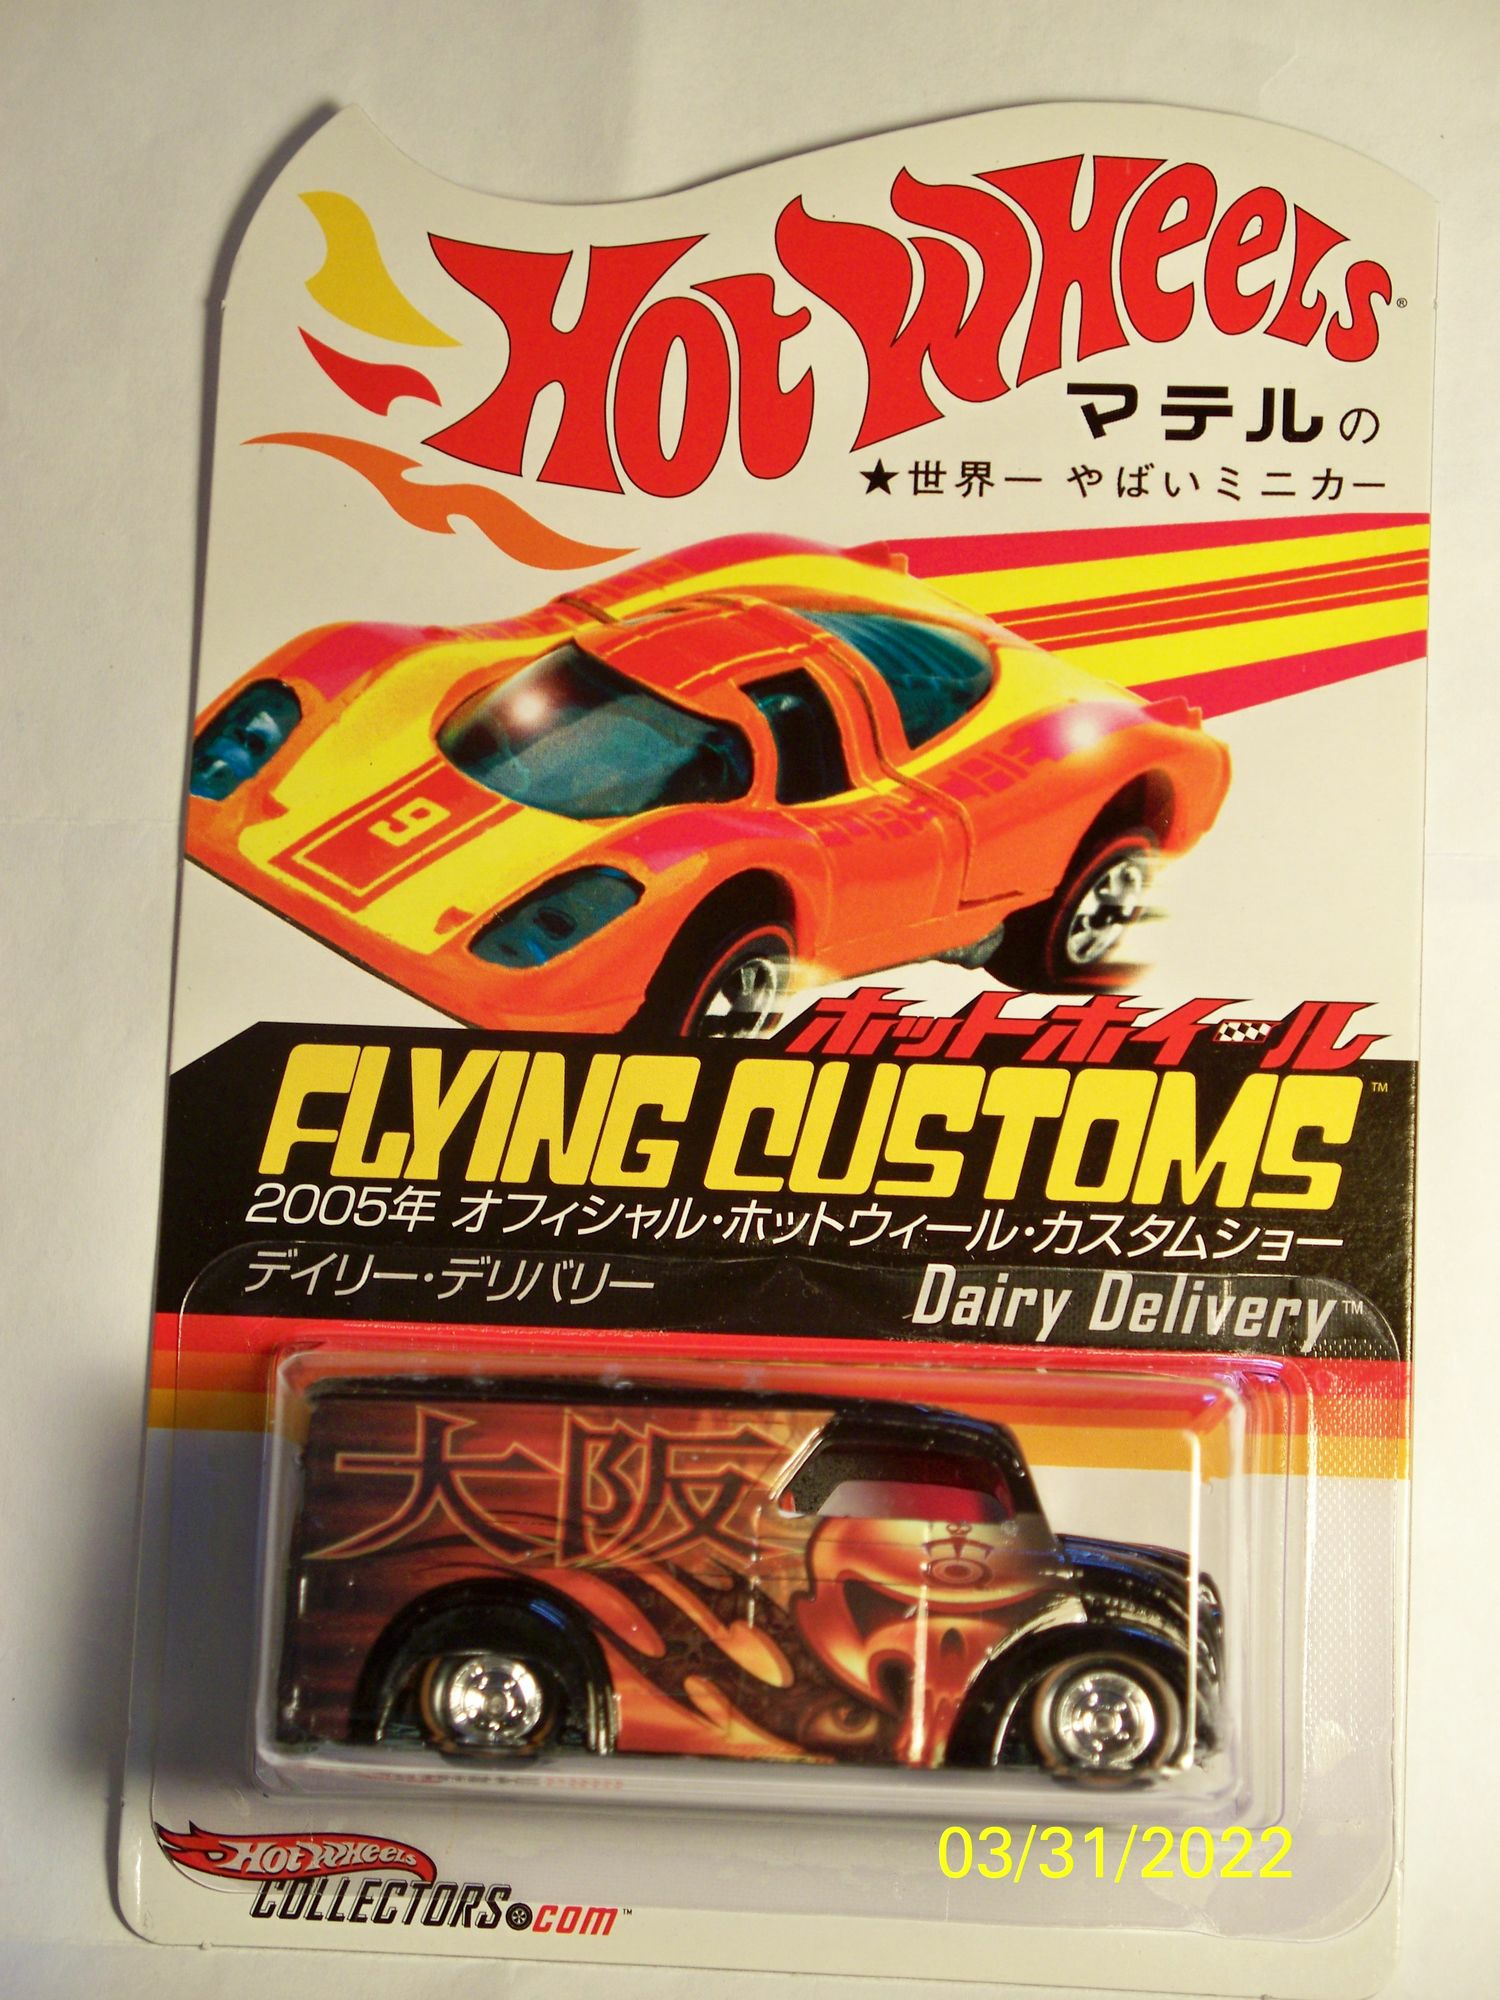 Hot Wheels®
マテルの
★世界一 やばいミニカー
9
ホットホイール
FLYING CUSTOMS™
2005年 オフィシャル・ホットウィール・カスタムショー
デイリー・デリバリー
Dairy Delivery™
大阪
Hot Wheels
COLLECTORS.com™
03/31/2022